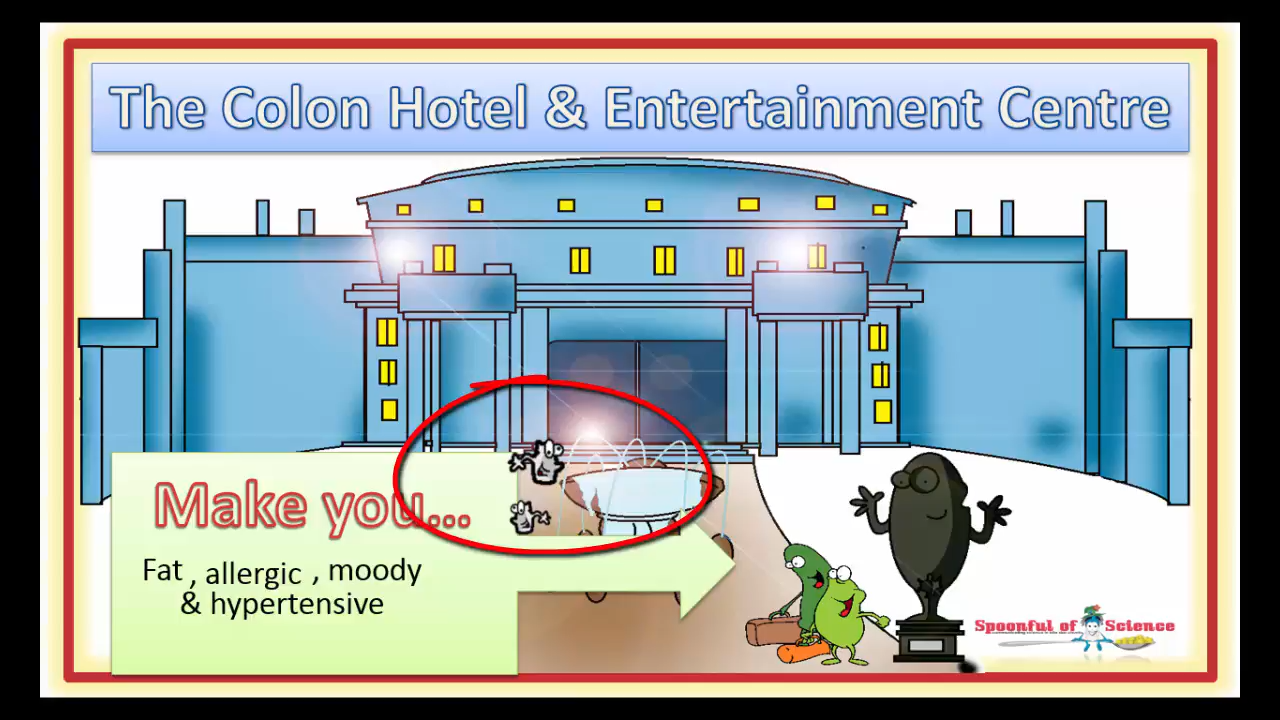 The Colon Hotel & Entertainment Centre
Make you...
Fat , allergic , moody
& hypertensive
Spoonful of Science